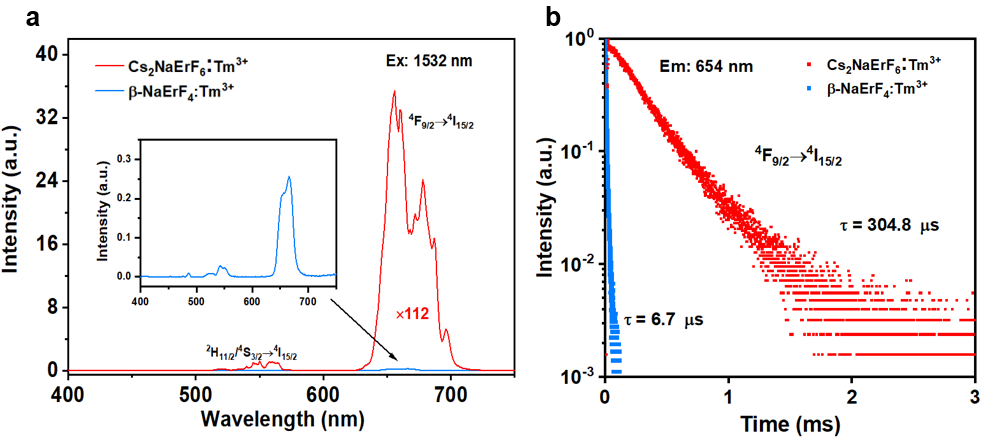 a
Intensity (a.u.)
40
32
24
16
8
0
Cs₂NaErF₆:Tm³⁺
β-NaErF₄:Tm³⁺
Ex: 1532 nm
⁴F₉/₂→⁴I₁₅/₂
×112
²H₁₁/₂/⁴S₃/₂→⁴I₁₅/₂
Intensity (a.u.)
0.3
0.2
0.1
0.0
400 500 600 700
400 500 600 700
Wavelength (nm)
b
Intensity (a.u.)
10⁰
10⁻¹
10⁻²
10⁻³
Em: 654 nm
Cs₂NaErF₆:Tm³⁺
β-NaErF₄:Tm³⁺
⁴F₉/₂→⁴I₁₅/₂
τ = 304.8 μs
τ = 6.7 μs
0 1 2 3
Time (ms)